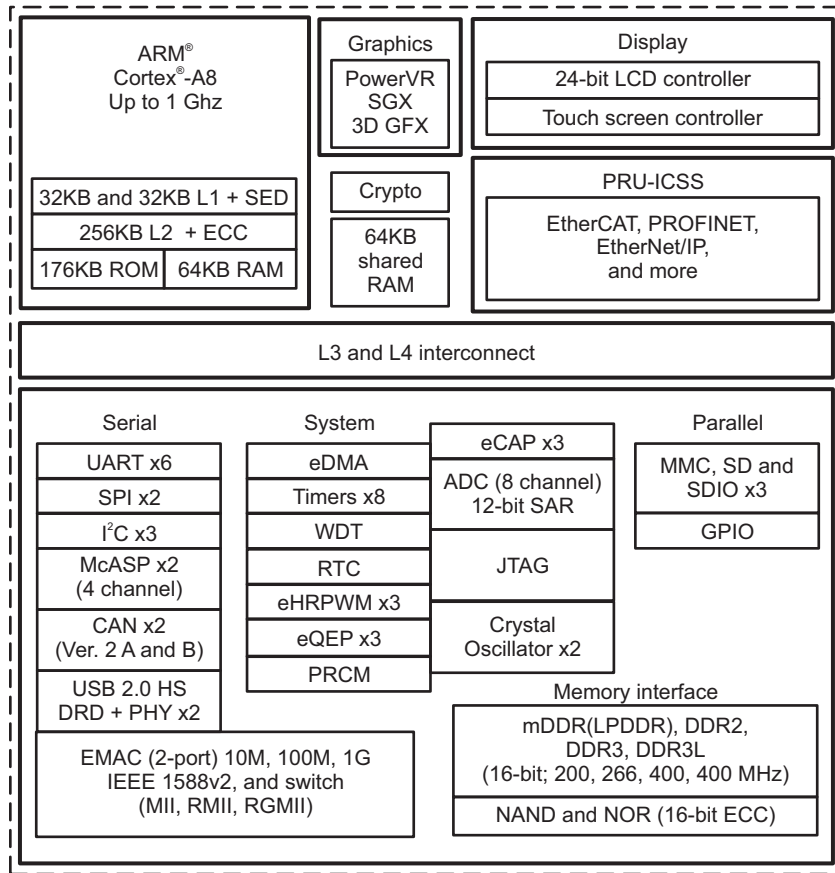 ARM®
Cortex®-A8
Up to 1 Ghz
32KB and 32KB L1 + SED
256KB L2 + ECC
176KB ROM
64KB RAM
Graphics
PowerVR
SGX
3D GFX
Crypto
64KB
shared
RAM
Display
24-bit LCD controller
Touch screen controller
PRU-ICSS
EtherCAT, PROFINET,
EtherNet/IP,
and more
L3 and L4 interconnect
Serial
UART x6
SPI x2
I²C x3
McASP x2
(4 channel)
CAN x2
(Ver. 2 A and B)
USB 2.0 HS
DRD + PHY x2
EMAC (2-port) 10M, 100M, 1G
IEEE 1588v2, and switch
(MII, RMII, RGMII)
System
eDMA
Timers x8
WDT
RTC
eHRPWM x3
eQEP x3
PRCM
eCAP x3
ADC (8 channel)
12-bit SAR
JTAG
Crystal
Oscillator x2
Parallel
MMC, SD and
SDIO x3
GPIO
Memory interface
mDDR(LPDDR), DDR2,
DDR3, DDR3L
(16-bit; 200, 266, 400, 400 MHz)
NAND and NOR (16-bit ECC)